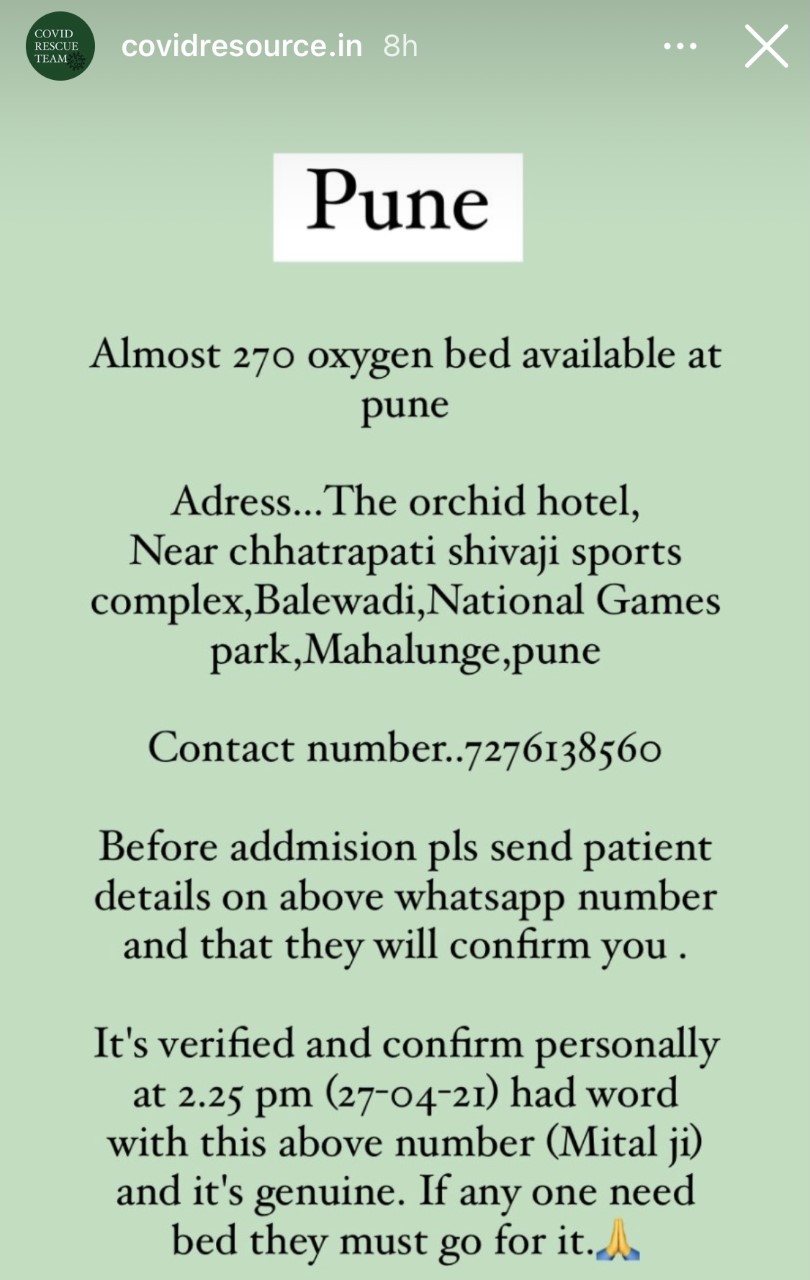 COVID
RESCUE
TEAM
covidresource.in 8h
Pune
Almost 270 oxygen bed available at
pune
Adress...The orchid hotel,
Near chhatrapati shivaji sports
complex,Balewadi,National Games
park,Mahalunge,pune
Contact number..7276138560
Before addmision pls send patient
details on above whatsapp number
and that they will confirm you .
It's verified and confirm personally
at 2.25 pm (27-04-21) had word
with this above number (Mital ji)
and it's genuine. If any one need
bed they must go for it.🙏